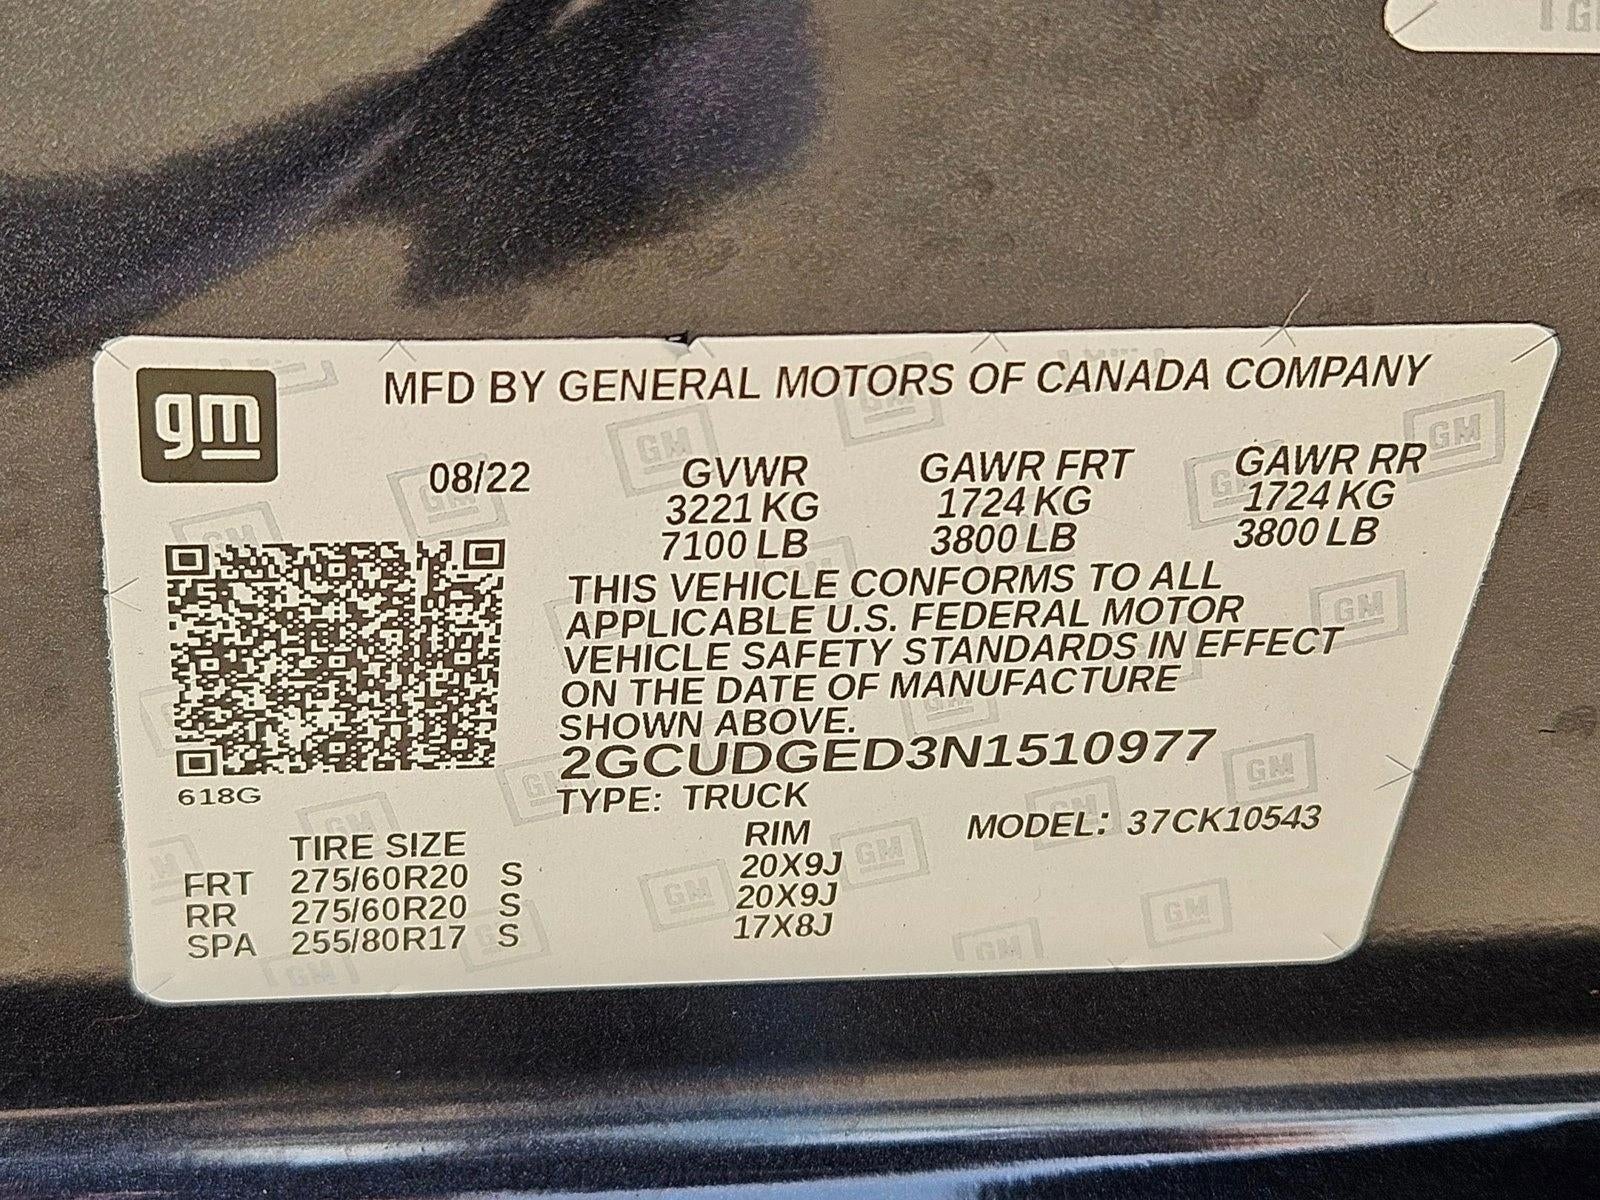 gm
MFD BY GENERAL MOTORS OF CANADA COMPANY
08/22 GVWR GAWR FRT GAWR RR
3221 KG 1724 KG 1724 KG
7100 LB 3800 LB 3800 LB
THIS VEHICLE CONFORMS TO ALL
APPLICABLE U.S. FEDERAL MOTOR
VEHICLE SAFETY STANDARDS IN EFFECT
ON THE DATE OF MANUFACTURE
SHOWN ABOVE.
2GCUDGED3N1510977
618G
TYPE: TRUCK
MODEL: 37CK10543
TIRE SIZE RIM
FRT 275/60R20 S 20X9J
RR 275/60R20 S 20X9J
SPA 255/80R17 S 17X8J